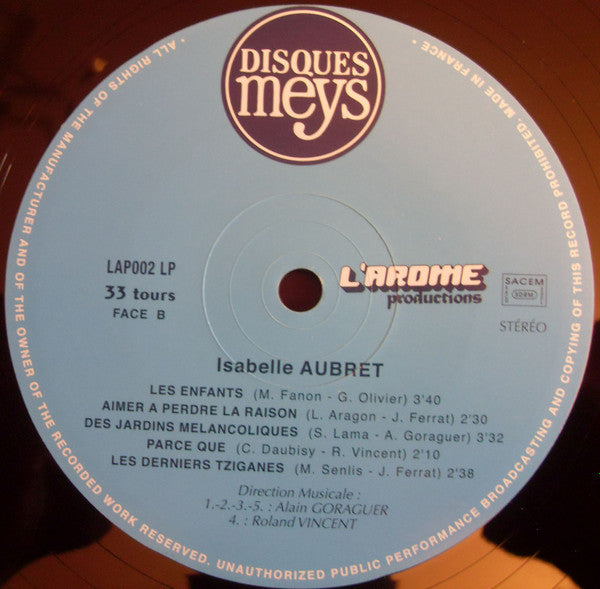 DISQUES
meys
LAP002 LP
33 tours
FACE B
L'AROME
productions
SACEM
SDRM
STÉRÉO
Isabelle AUBRET
LES ENFANTS (M. Fanon - G. Olivier) 3'40
AIMER A PERDRE LA RAISON (L. Aragon - J. Ferrat) 2'30
DES JARDINS MELANCOLIQUES (S. Lama - A. Goraguer) 3'32
PARCE QUE (C. Daubisy - R. Vincent) 2'10
LES DERNIERS TZIGANES (M. Senlis - J. Ferrat) 2'38
Direction Musicale :
1.-2.-3.-5. : Alain GORAGUER
4. : Roland VINCENT
• ALL RIGHTS OF THE MANUFACTURER AND OF THE OWNER OF THE RECORDED WORK RESERVED. UNAUTHORIZED PUBLIC PERFORMANCE BROADCASTING AND COPYING OF THIS RECORD PROHIBITED. MADE IN FRANCE •